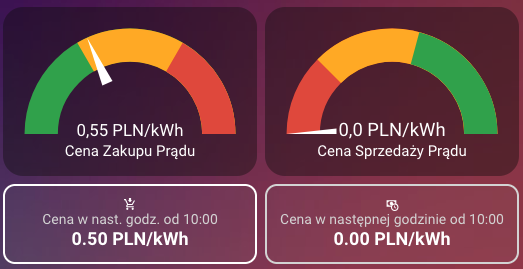 0,55 PLN/kWh
Cena Zakupu Prądu
0,0 PLN/kWh
Cena Sprzedaży Prądu
Cena w nast. godz. od 10:00
0.50 PLN/kWh
Cena w następnej godzinie od 10:00
0.00 PLN/kWh